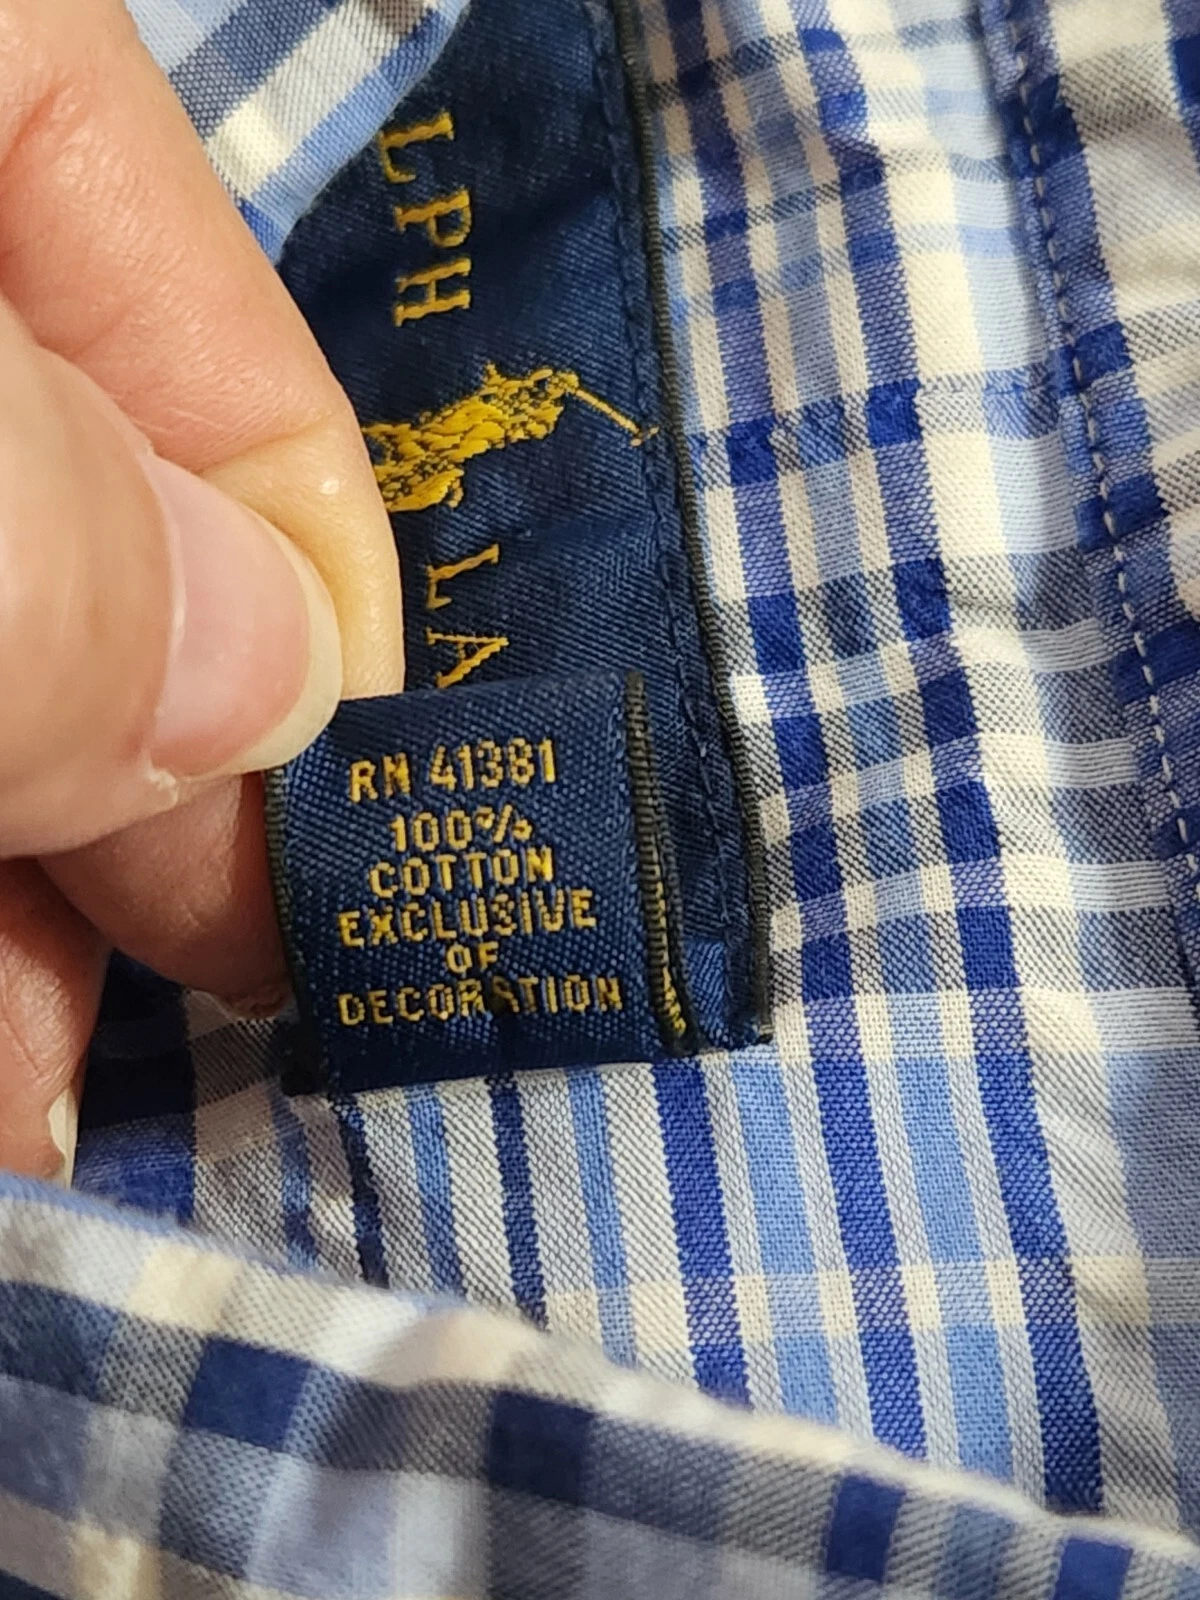 LPH LA
RN 41381
100%
COTTON
EXCLUSIVE
OF
DECORATION